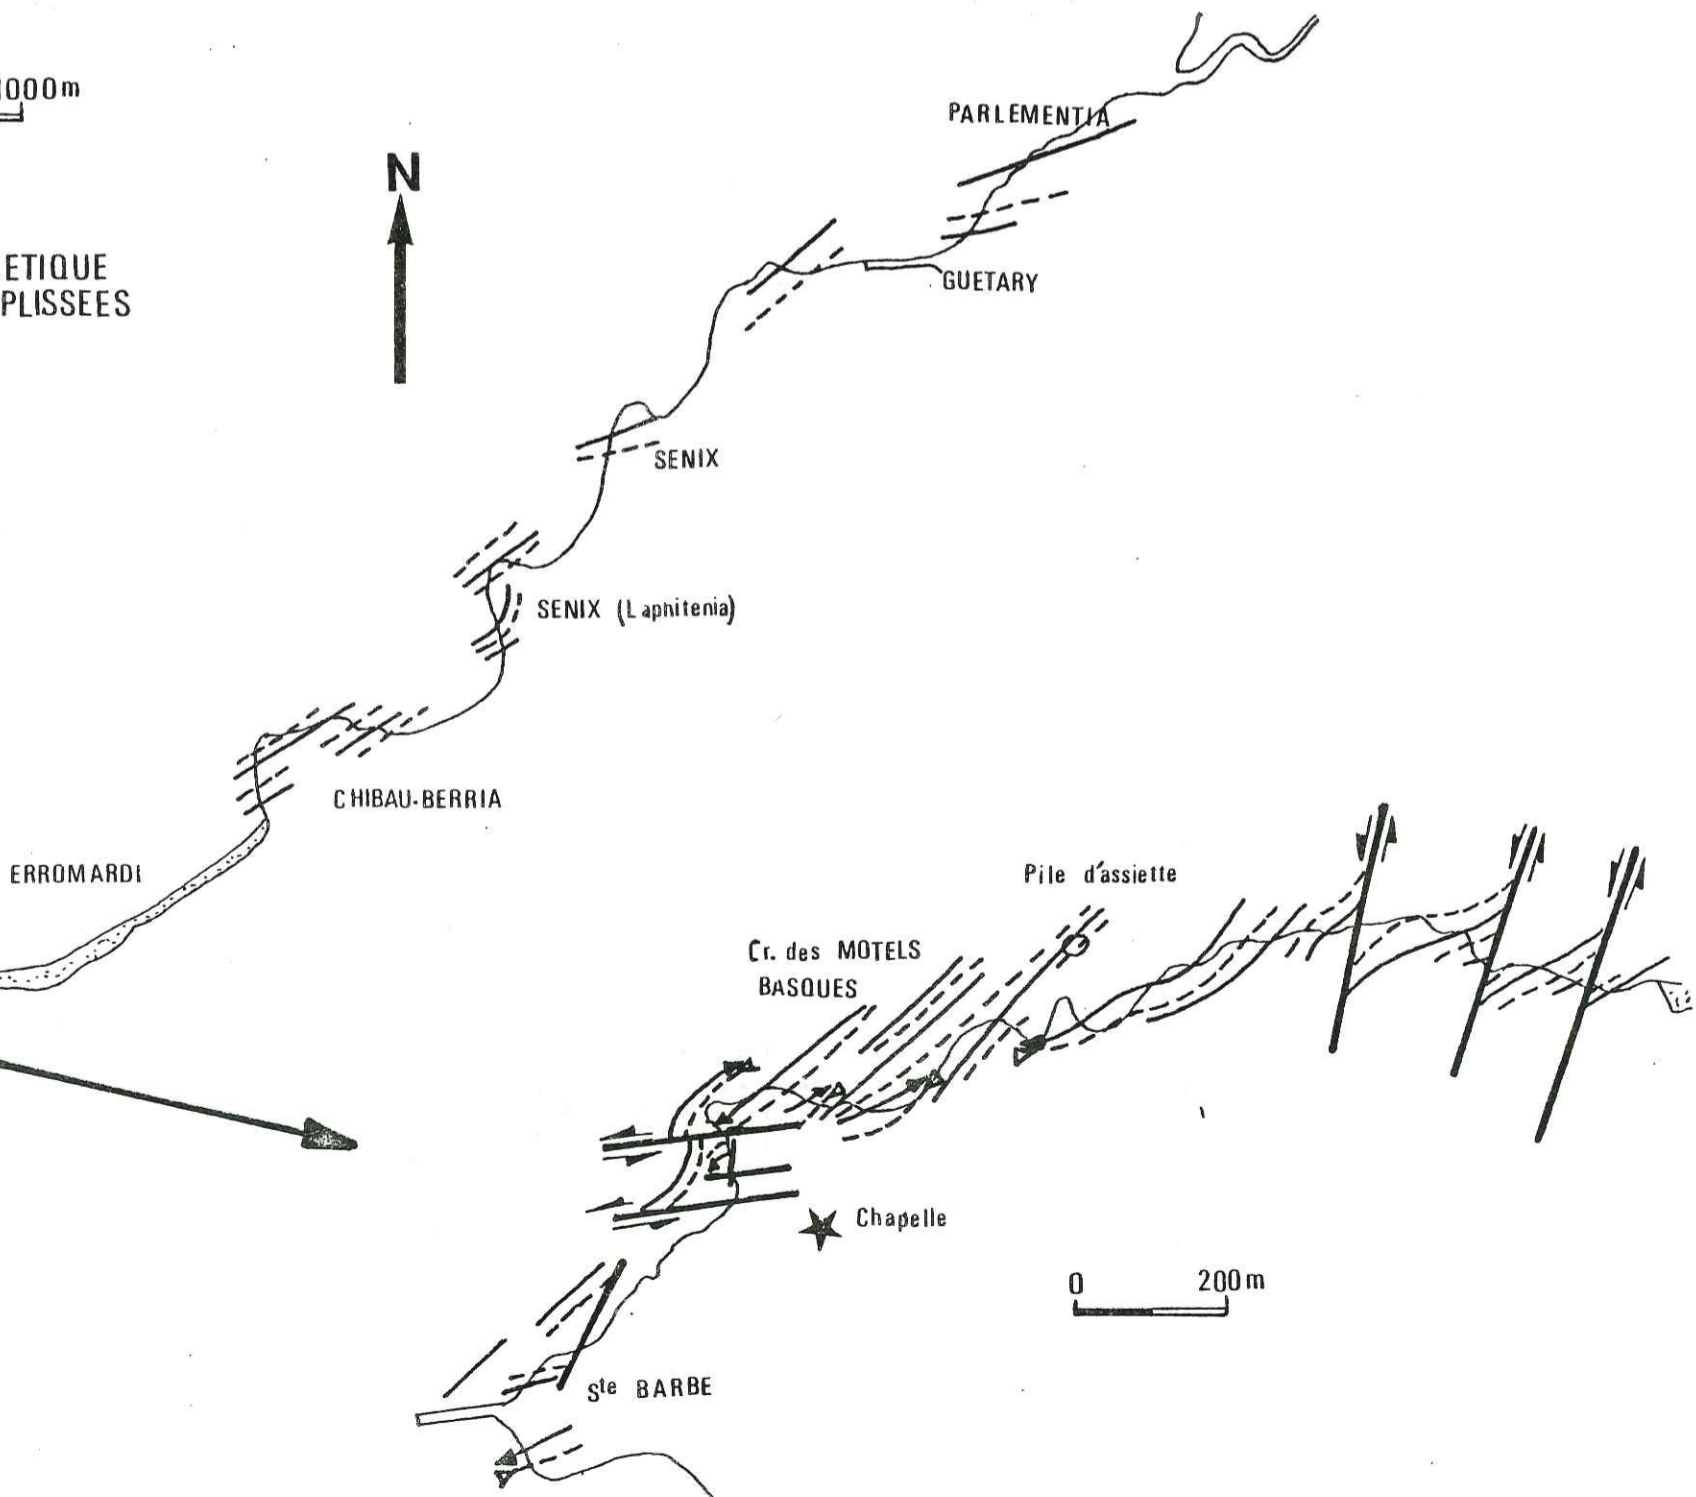 1000m
PARLEMENTIA
N
ETIQUE
PLISSEES
GUETARY
SENIX
SENIX (Laphitenia)
CHIBAU-BERRIA
ERROMARDI
Pile d'assiette
Cr. des MOTELS
BASQUES
Chapelle
0 200m
Ste BARBE